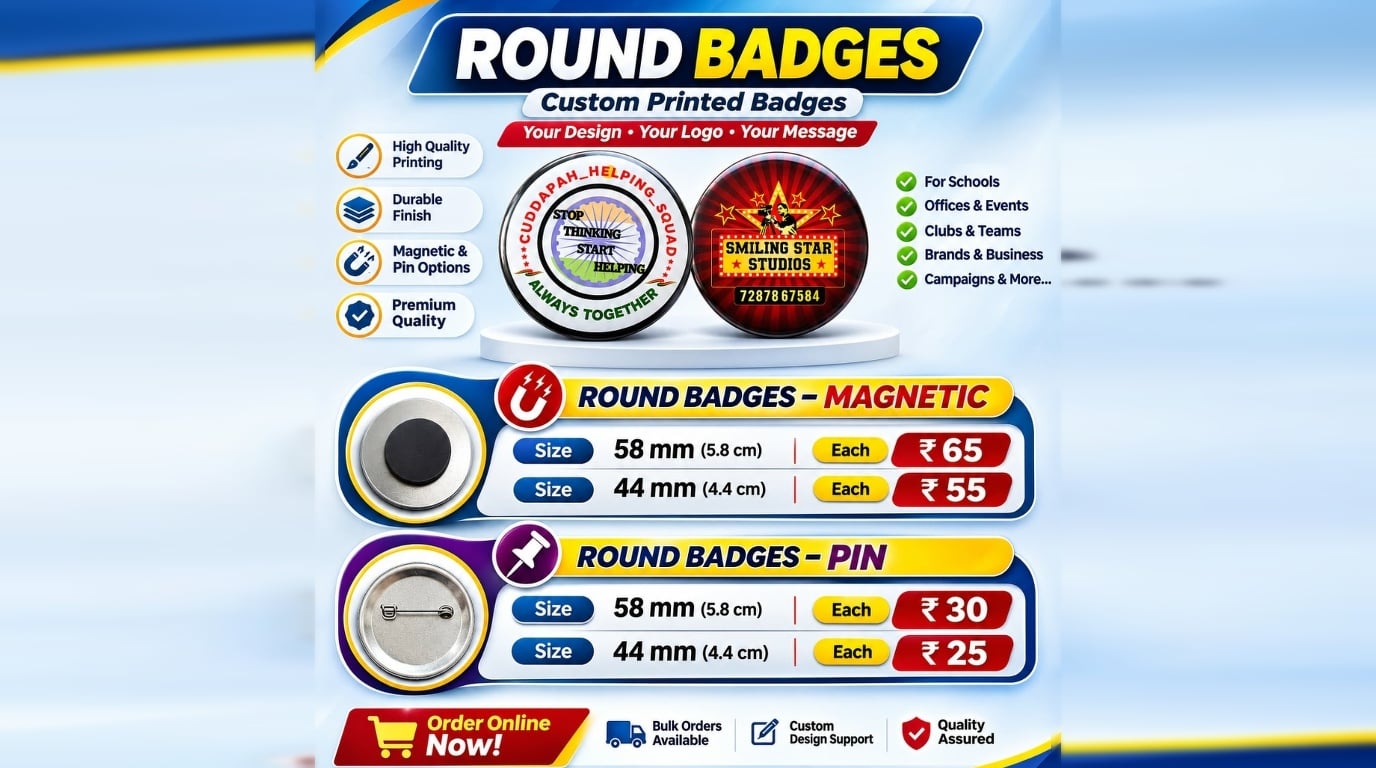 ROUND BADGES
Custom Printed Badges
Your Design • Your Logo • Your Message
High Quality
Printing
Durable
Finish
Magnetic &
Pin Options
Premium
Quality
CUDDAPAH_HELPING_SQUAD
STOP
THINKING
START
HELPING
ALWAYS TOGETHER
SMILING STAR
STUDIOS
7287867584
For Schools
Offices & Events
Clubs & Teams
Brands & Business
Campaigns & More...
ROUND BADGES – MAGNETIC
Size 58 mm (5.8 cm) Each ₹ 65
Size 44 mm (4.4 cm) Each ₹ 55
ROUND BADGES – PIN
Size 58 mm (5.8 cm) Each ₹ 30
Size 44 mm (4.4 cm) Each ₹ 25
Order Online
Now!
Bulk Orders
Available
Custom
Design Support
Quality
Assured